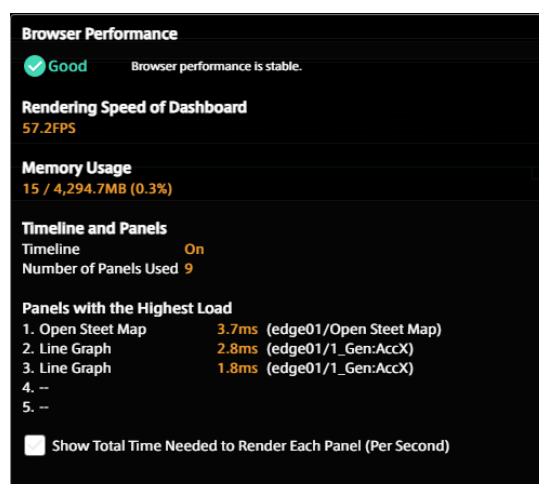 Browser Performance
Good Browser performance is stable.
Rendering Speed of Dashboard
57.2FPS
Memory Usage
15 / 4,294.7MB (0.3%)
Timeline and Panels
Timeline On
Number of Panels Used 9
Panels with the Highest Load
1. Open Steet Map 3.7ms (edge01/Open Steet Map)
2. Line Graph 2.8ms (edge01/1_Gen:AccX)
3. Line Graph 1.8ms (edge01/1_Gen:AccX)
4. --
5. --
Show Total Time Needed to Render Each Panel (Per Second)